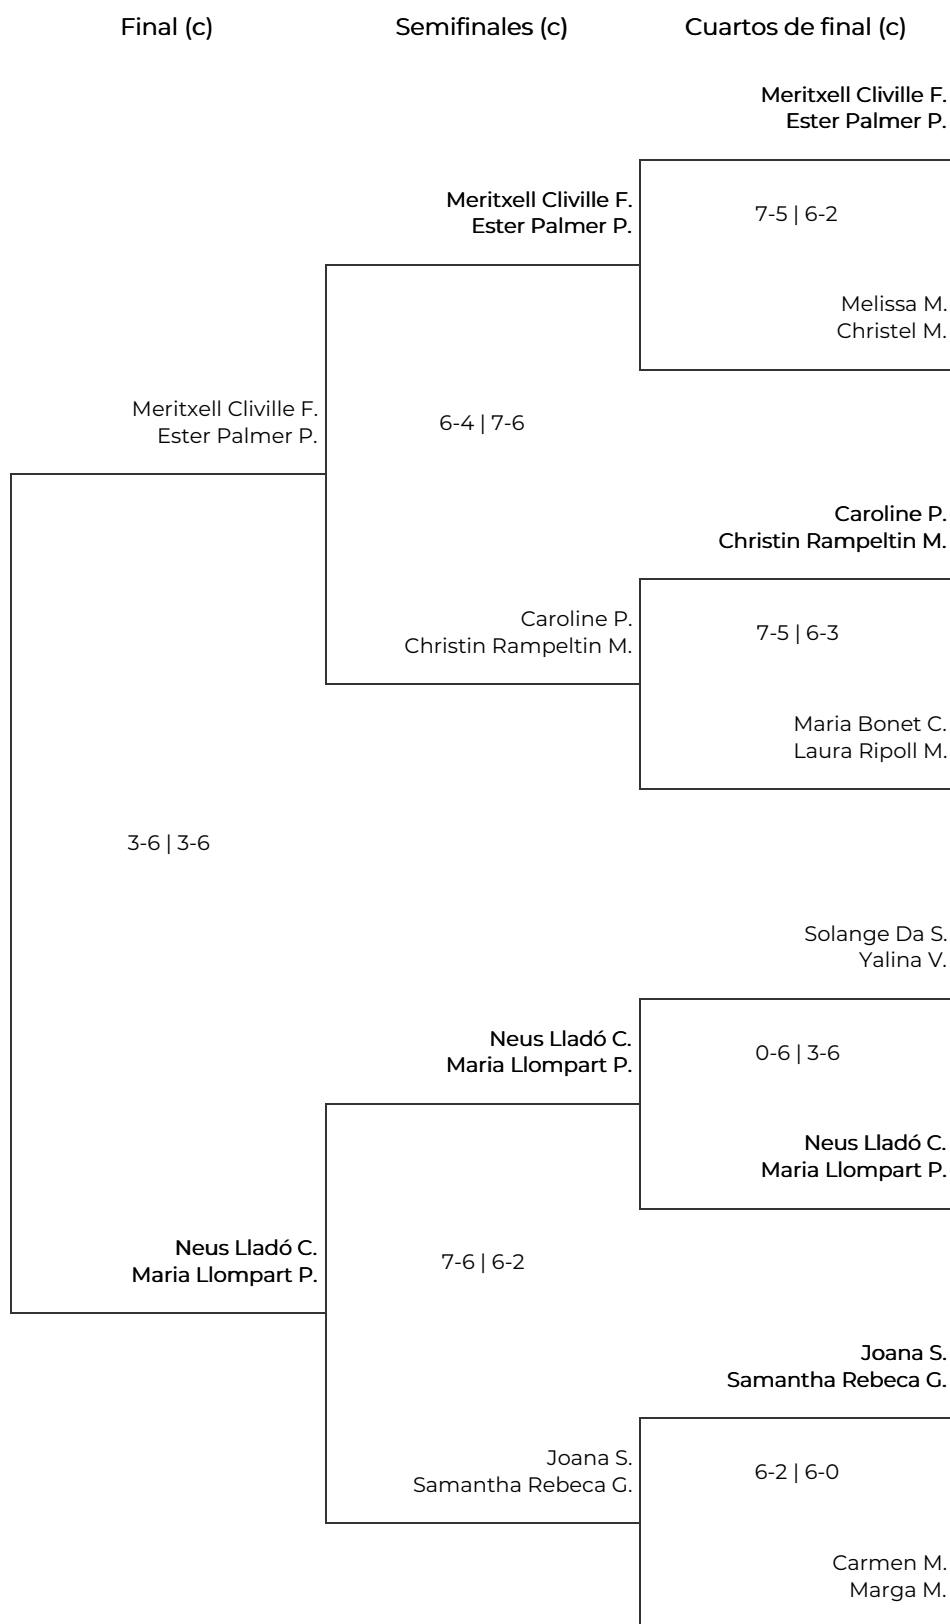 Final (c)
Semifinales (c)
Cuartos de final (c)
Meritxell Cliville F.
Ester Palmer P.
Meritxell Cliville F.
Ester Palmer P.
7-5 | 6-2
Melissa M.
Christel M.
Meritxell Cliville F.
Ester Palmer P.
6-4 | 7-6
Caroline P.
Christin Rampeltin M.
Caroline P.
Christin Rampeltin M.
7-5 | 6-3
Maria Bonet C.
Laura Ripoll M.
3-6 | 3-6
Solange Da S.
Yalina V.
Neus Lladó C.
Maria Llompart P.
0-6 | 3-6
Neus Lladó C.
Maria Llompart P.
Neus Lladó C.
Maria Llompart P.
7-6 | 6-2
Joana S.
Samantha Rebeca G.
Joana S.
Samantha Rebeca G.
6-2 | 6-0
Carmen M.
Marga M.